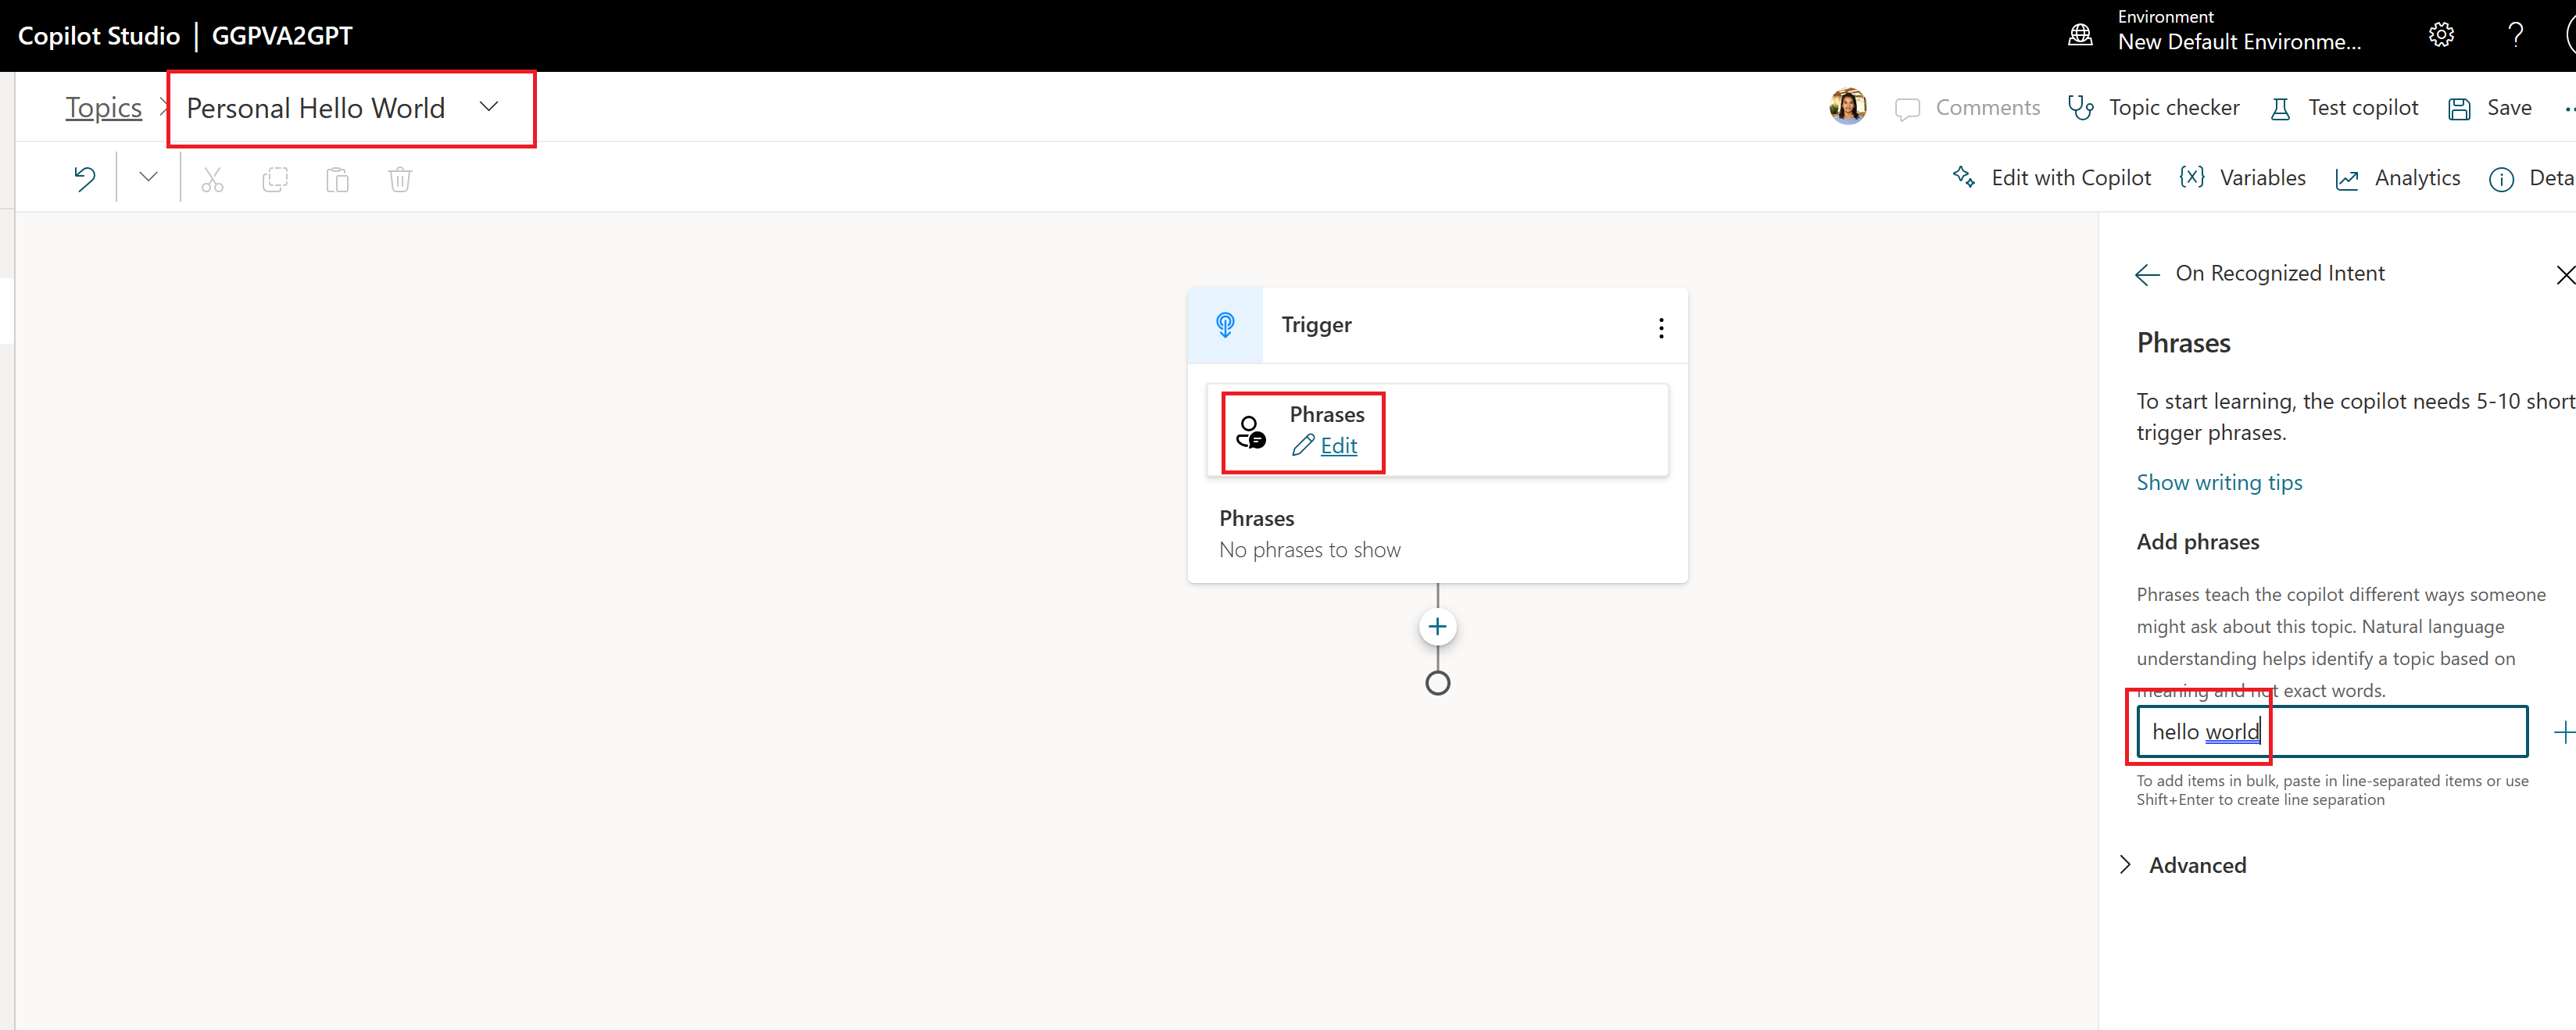 Copilot Studio | GGPVA2GPT
Environment
New Default Environme...
Topics > Personal Hello World
Comments
Topic checker
Test copilot
Save
Edit with Copilot
Variables
Analytics
Deta
On Recognized Intent
Trigger
Phrases
Edit
Phrases
No phrases to show
Phrases
To start learning, the copilot needs 5-10 short
trigger phrases.
Show writing tips
Add phrases
Phrases teach the copilot different ways someone
might ask about this topic. Natural language
understanding helps identify a topic based on
meaning and not exact words.
hello world
To add items in bulk, paste in line-separated items or use
Shift+Enter to create line separation
Advanced